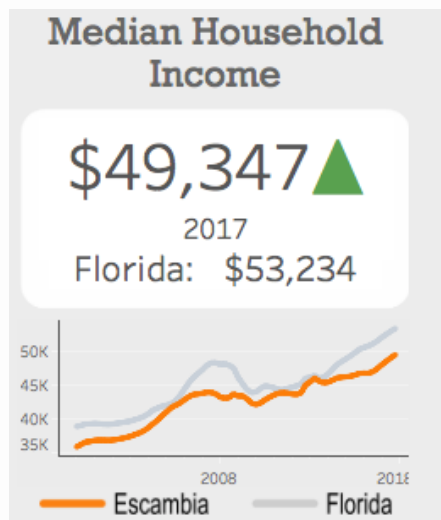 Median Household
Income
$49,347
2017
Florida: $53,234
50K
45K
40K
35K
2008
2018
Escambia
Florida